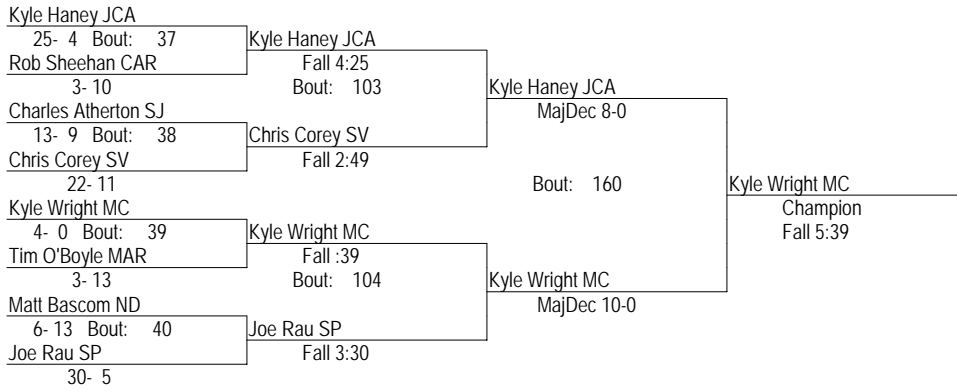 Kyle Haney JCA
25- 4 Bout: 37
Kyle Haney JCA
Rob Sheehan CAR
Fall 4:25
3- 10
Bout: 103
Kyle Haney JCA
Charles Atherton SJ
MajDec 8-0
13- 9 Bout: 38
Chris Corey SV
Chris Corey SV
Fall 2:49
22- 11
Bout: 160
Kyle Wright MC
Kyle Wright MC
Champion
4- 0 Bout: 39
Kyle Wright MC
Fall 5:39
Tim O'Boyle MAR
Fall :39
3- 13
Bout: 104
Kyle Wright MC
Matt Bascom ND
MajDec 10-0
6- 13 Bout: 40
Joe Rau SP
Joe Rau SP
Fall 3:30
30- 5